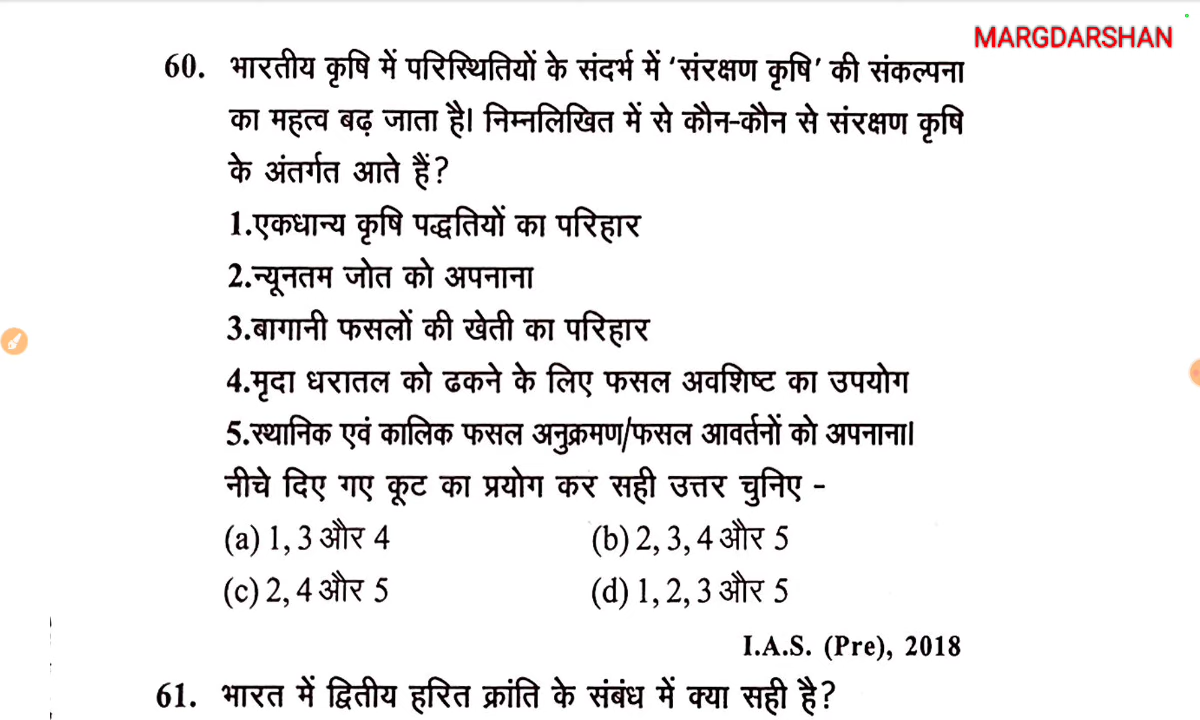 MARGDARSHAN
60. भारतीय कृषि में परिस्थितियों के संदर्भ में 'संरक्षण कृषि' की संकल्पना
का महत्व बढ़ जाता है। निम्नलिखित में से कौन-कौन से संरक्षण कृषि
के अंतर्गत आते हैं?
1.एकधान्य कृषि पद्धतियों का परिहार
2.न्यूनतम जोत को अपनाना
3.बागानी फसलों की खेती का परिहार
4.मृदा धरातल को ढकने के लिए फसल अवशिष्ट का उपयोग
5.स्थानिक एवं कालिक फसल अनुक्रमण/फसल आवर्तनों को अपनाना।
नीचे दिए गए कूट का प्रयोग कर सही उत्तर चुनिए -
(a) 1, 3 और 4 (b) 2, 3, 4 और 5
(c) 2, 4 और 5 (d) 1, 2, 3 और 5
I.A.S. (Pre), 2018
61. भारत में द्वितीय हरित क्रांति के संबंध में क्या सही है?